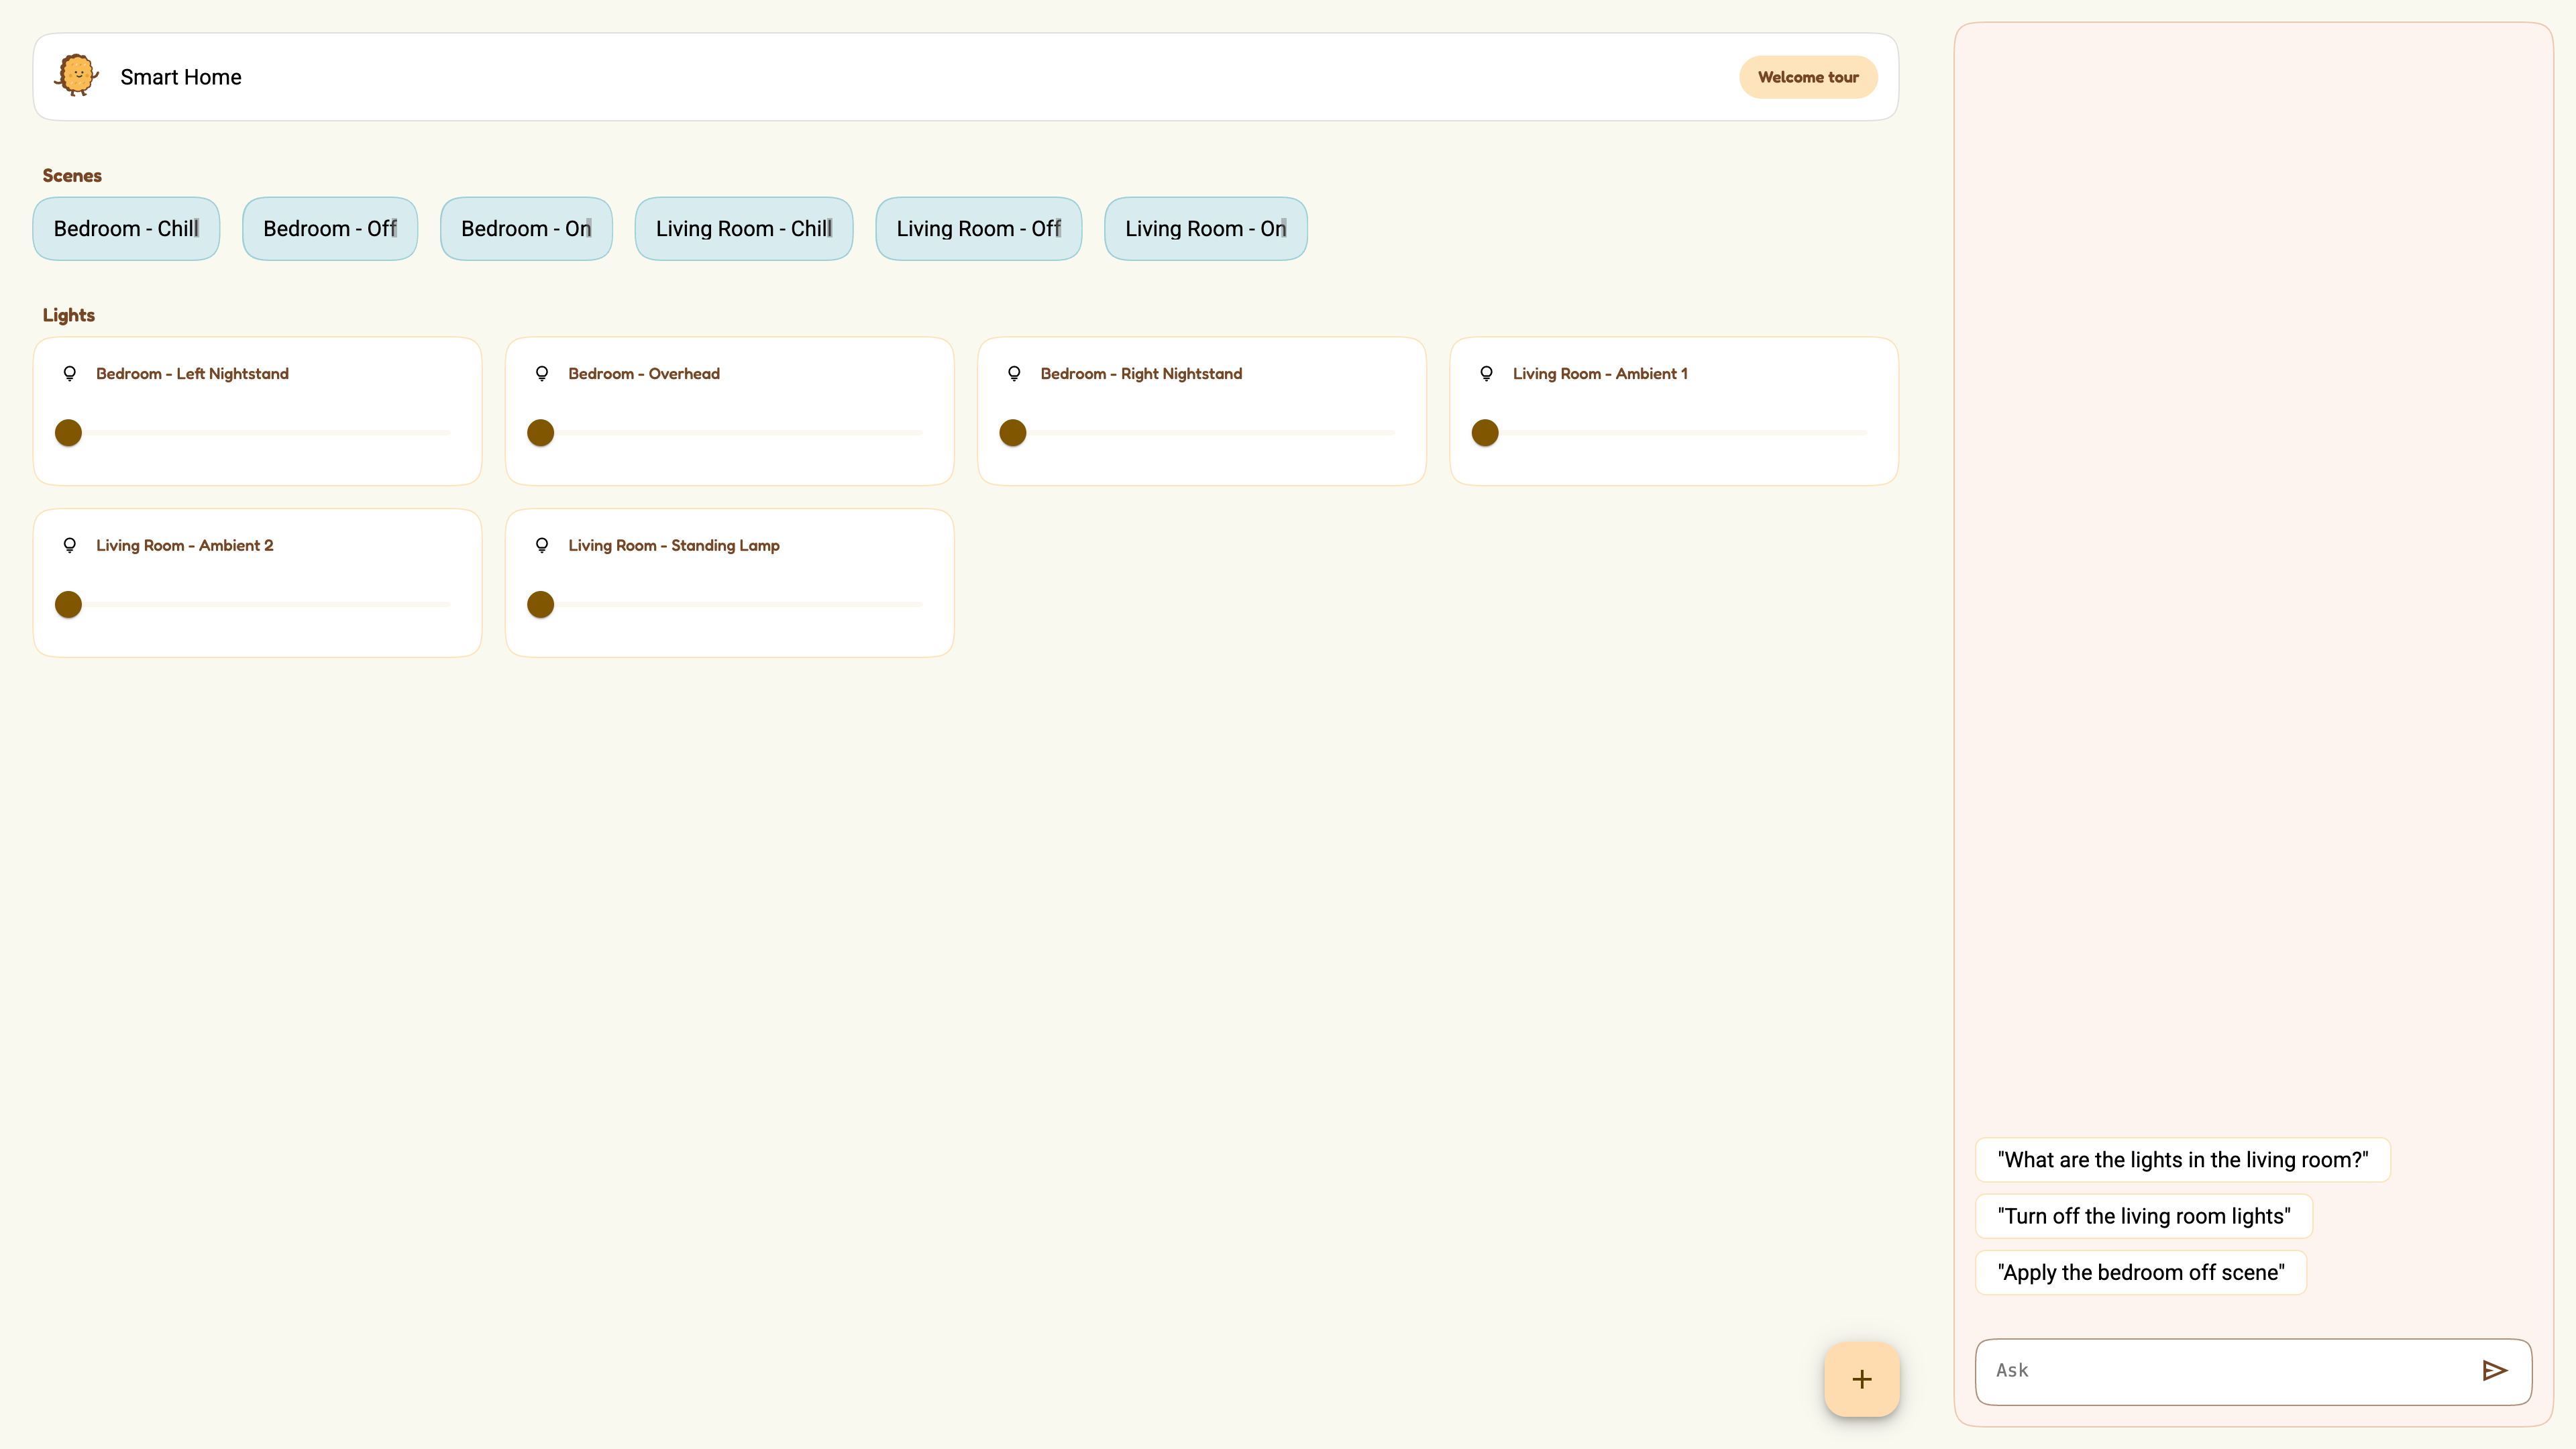 Smart Home
Welcome tour
Scenes
Bedroom - Chill
Bedroom - Off
Bedroom - On
Living Room - Chill
Living Room - Off
Living Room - On
Lights
Bedroom - Left Nightstand
Bedroom - Overhead
Bedroom - Right Nightstand
Living Room - Ambient 1
Living Room - Ambient 2
Living Room - Standing Lamp
+
"What are the lights in the living room?"
"Turn off the living room lights"
"Apply the bedroom off scene"
Ask